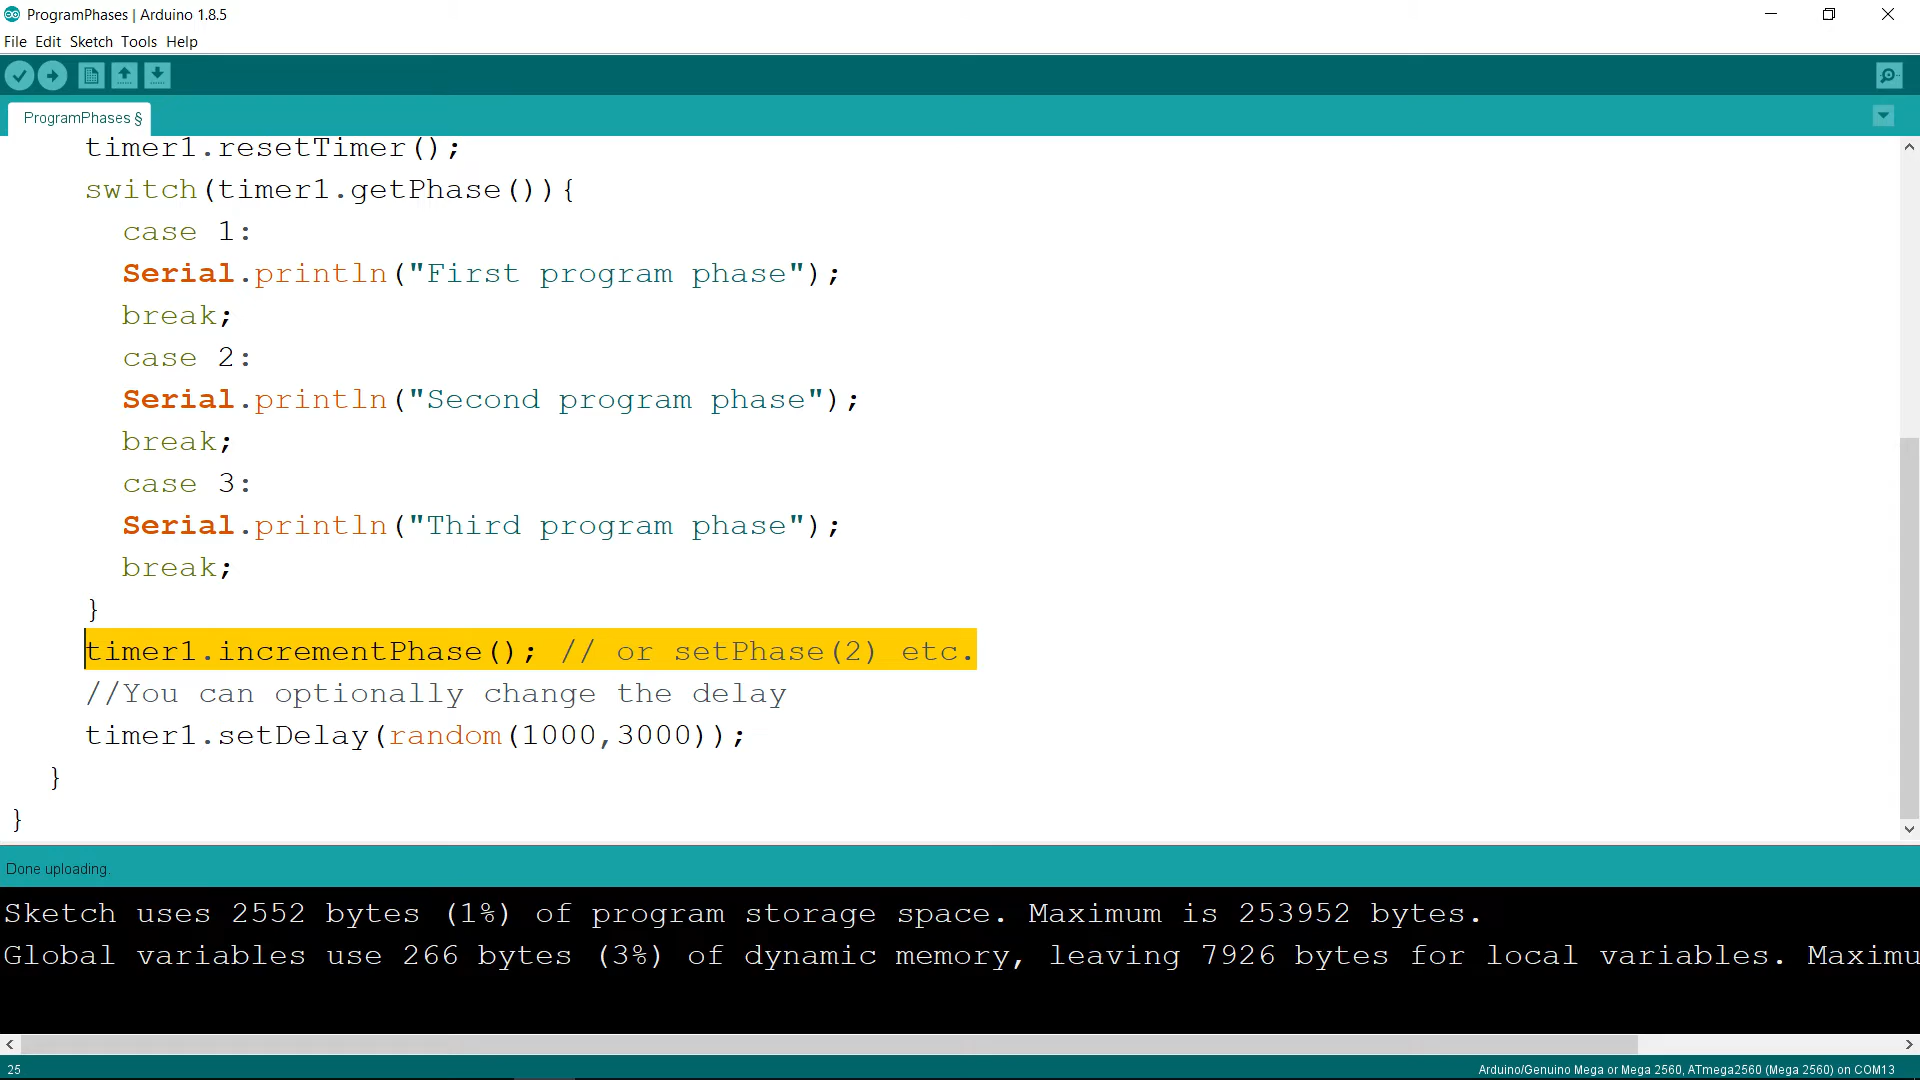 ProgramPhases | Arduino 1.8.5
File Edit Sketch Tools Help
ProgramPhases §
timer1.resetTimer();
switch(timer1.getPhase()){
case 1:
Serial.println("First program phase");
break;
case 2:
Serial.println("Second program phase");
break;
case 3:
Serial.println("Third program phase");
break;
}
timer1.incrementPhase(); // or setPhase(2) etc.
//You can optionally change the delay
timer1.setDelay(random(1000,3000));
}
}
Done uploading.
Sketch uses 2552 bytes (1%) of program storage space. Maximum is 253952 bytes.
Global variables use 266 bytes (3%) of dynamic memory, leaving 7926 bytes for local variables. Maximu
25
Arduino/Genuino Mega or Mega 2560, ATmega2560 (Mega 2560) on COM13